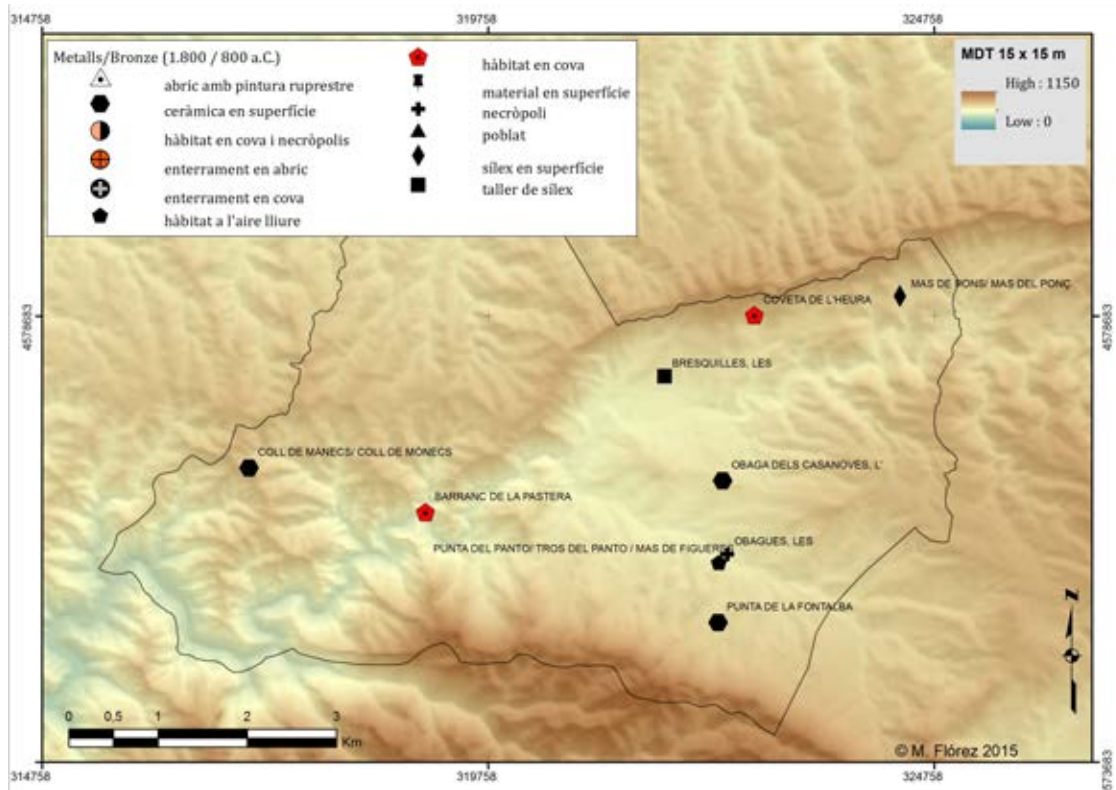 314758
319758
324758
Metalls/Bronze (1.800 / 800 a.C.)
abric amb pintura ruprestre
ceràmica en superfície
hàbitat en cova i necròpolis
enterrament en abric
enterrament en cova
hàbitat a l'aire lliure
hàbitat en cova
material en superfície
necròpoli
poblat
sílex en superfície
taller de sílex
MDT 15 x 15 m
High : 1150
Low : 0
4578683
4578683
MAS DE PONS/ MAS DEL PONÇ
COVETA DE L'HEURA
BRESQUILLES, LES
COLL DE MÀNECS/ COLL DE MÒNECS
OBAGA DELS CASANOVES, L'
BARRANC DE LA PASTERA
PUNTA DEL PANTO/ TROS DEL PANTO / MAS DE
OBAGUES, LES
PUNTA DE LA FONTALBA
0 0,5 1 2 3
Km
© M. Flórez 2015
4573683
314758
319758
324758